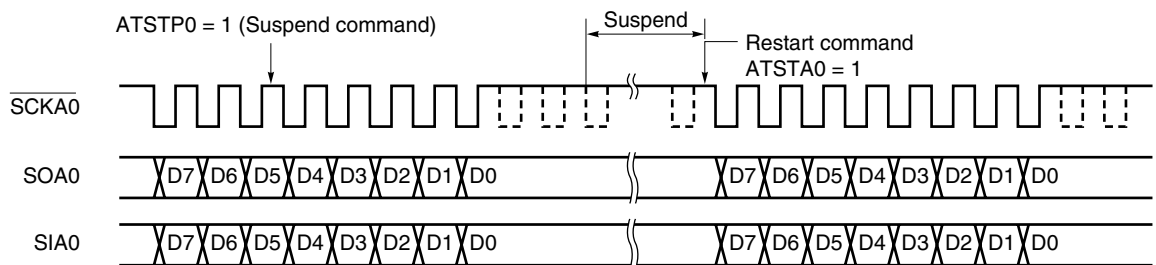 ATSTP0 = 1 (Suspend command)
Suspend
Restart command
ATSTA0 = 1
SCKA0
SOA0
D7 D6 D5 D4 D3 D2 D1 D0
D7 D6 D5 D4 D3 D2 D1 D0
SIA0
D7 D6 D5 D4 D3 D2 D1 D0
D7 D6 D5 D4 D3 D2 D1 D0